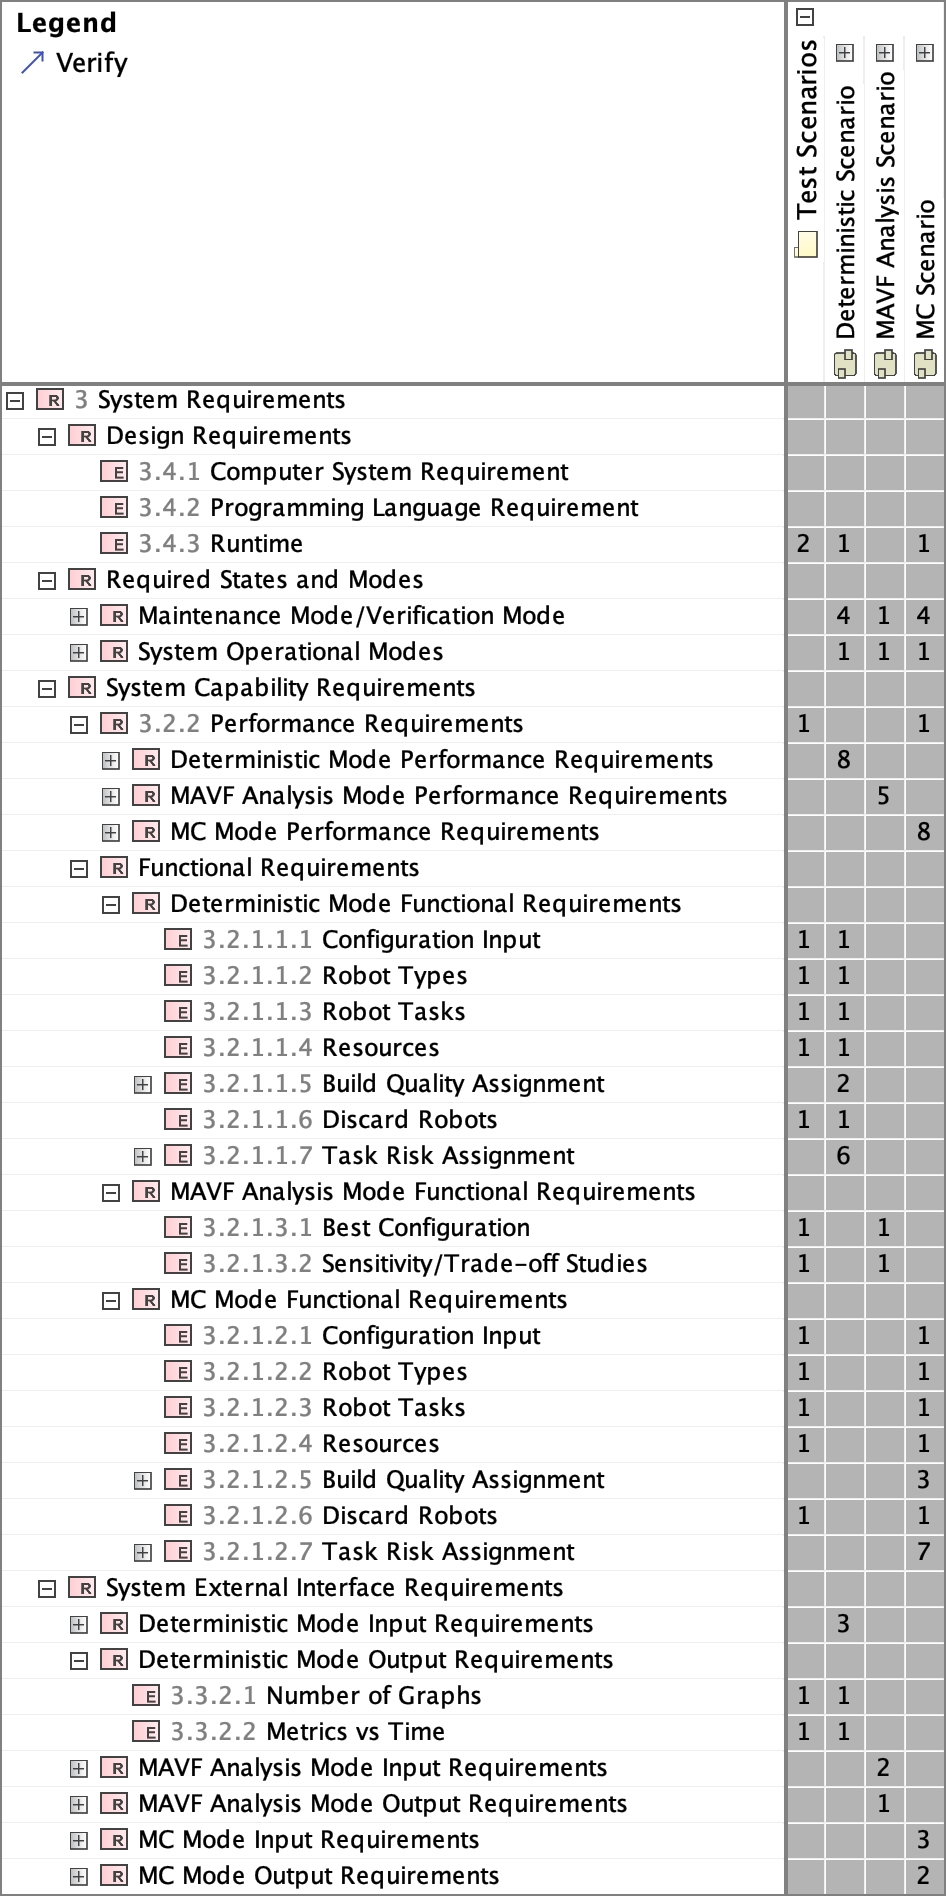 Legend
Verify
Test Scenarios
Deterministic Scenario
MAVF Analysis Scenario
MC Scenario
R 3 System Requirements
R Design Requirements
E 3.4.1 Computer System Requirement
E 3.4.2 Programming Language Requirement
E 3.4.3 Runtime 2 1 1
R Required States and Modes
R Maintenance Mode/Verification Mode 4 1 4
R System Operational Modes 1 1 1
R System Capability Requirements
R 3.2.2 Performance Requirements 1 1
R Deterministic Mode Performance Requirements 8
R MAVF Analysis Mode Performance Requirements 5
R MC Mode Performance Requirements 8
R Functional Requirements
R Deterministic Mode Functional Requirements
E 3.2.1.1.1 Configuration Input 1 1
E 3.2.1.1.2 Robot Types 1 1
E 3.2.1.1.3 Robot Tasks 1 1
E 3.2.1.1.4 Resources 1 1
E 3.2.1.1.5 Build Quality Assignment 2
E 3.2.1.1.6 Discard Robots 1 1
E 3.2.1.1.7 Task Risk Assignment 6
R MAVF Analysis Mode Functional Requirements
E 3.2.1.3.1 Best Configuration 1 1
E 3.2.1.3.2 Sensitivity/Trade-off Studies 1 1
R MC Mode Functional Requirements
E 3.2.1.2.1 Configuration Input 1 1
E 3.2.1.2.2 Robot Types 1 1
E 3.2.1.2.3 Robot Tasks 1 1
E 3.2.1.2.4 Resources 1 1
E 3.2.1.2.5 Build Quality Assignment 3
E 3.2.1.2.6 Discard Robots 1 1
E 3.2.1.2.7 Task Risk Assignment 7
R System External Interface Requirements
R Deterministic Mode Input Requirements 3
R Deterministic Mode Output Requirements
E 3.3.2.1 Number of Graphs 1 1
E 3.3.2.2 Metrics vs Time 1 1
R MAVF Analysis Mode Input Requirements 2
R MAVF Analysis Mode Output Requirements 1
R MC Mode Input Requirements 3
R MC Mode Output Requirements 2